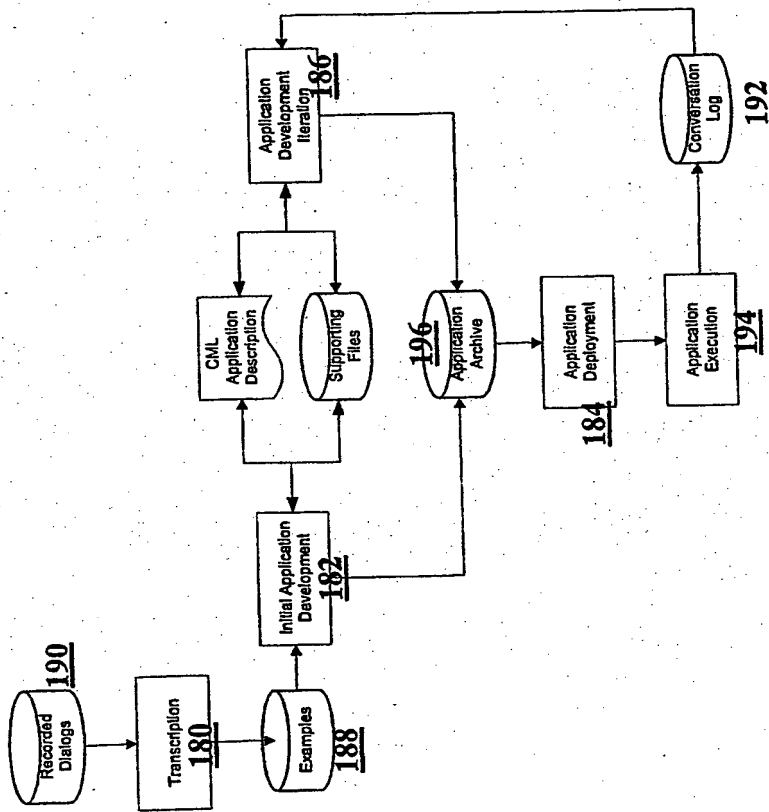 Recorded
Dialogs
190
Transcription
180
Examples
188
Initial Application
Development
182
CML
Application
Description
Supporting
Files
Application
Development
Iteration
186
196
Application
Archive
Application
Deployment
184
Application
Execution
194
Conversation
Log
192